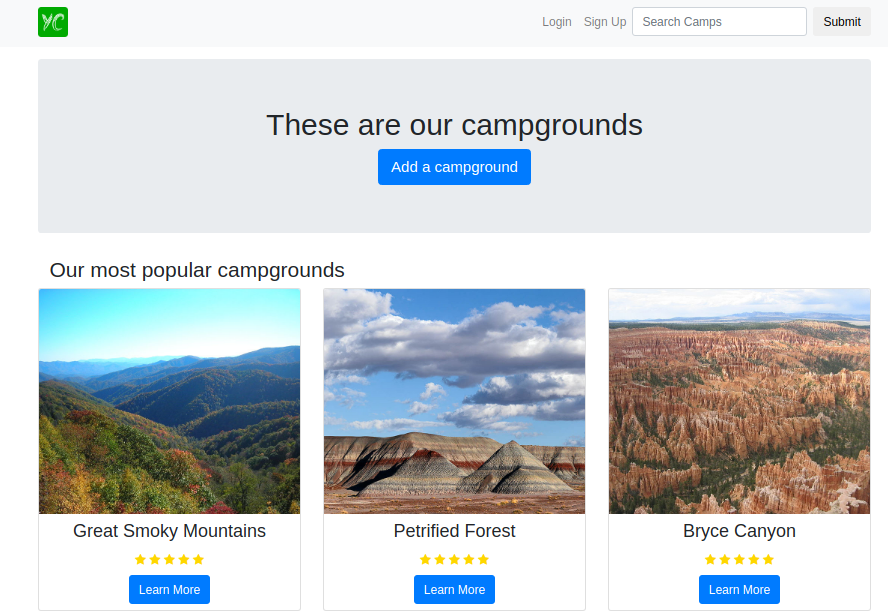 YC
Login Sign Up Search Camps Submit
These are our campgrounds
Add a campground
Our most popular campgrounds
Great Smoky Mountains Petrified Forest Bryce Canyon
Learn More Learn More Learn More